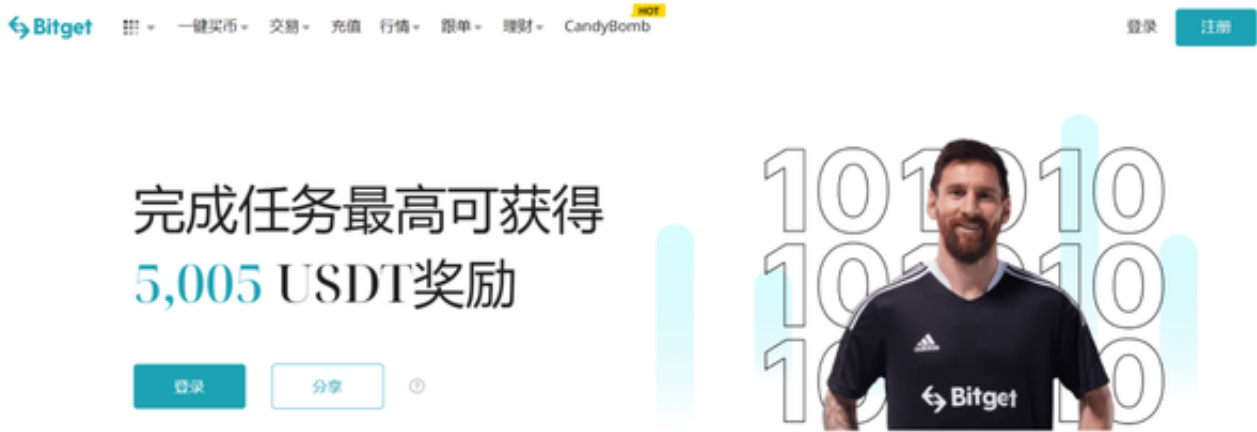 Bitget
一键买币
交易
充值
行情
跟单
理财
CandyBomb
HOT
登录
注册
完成任务最高可获得
5,005 USDT奖励
登录
分享
?
101010
101010
101010
adidas
Bitget